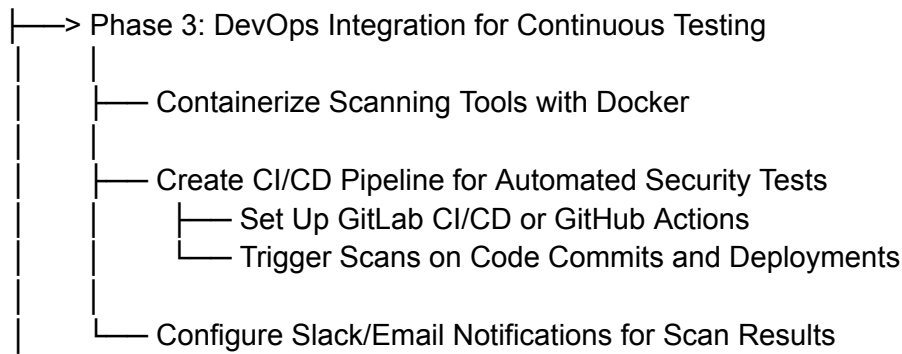 Phase 3: DevOps Integration for Continuous Testing
Containerize Scanning Tools with Docker
Create CI/CD Pipeline for Automated Security Tests
Set Up GitLab CI/CD or GitHub Actions
Trigger Scans on Code Commits and Deployments
Configure Slack/Email Notifications for Scan Results